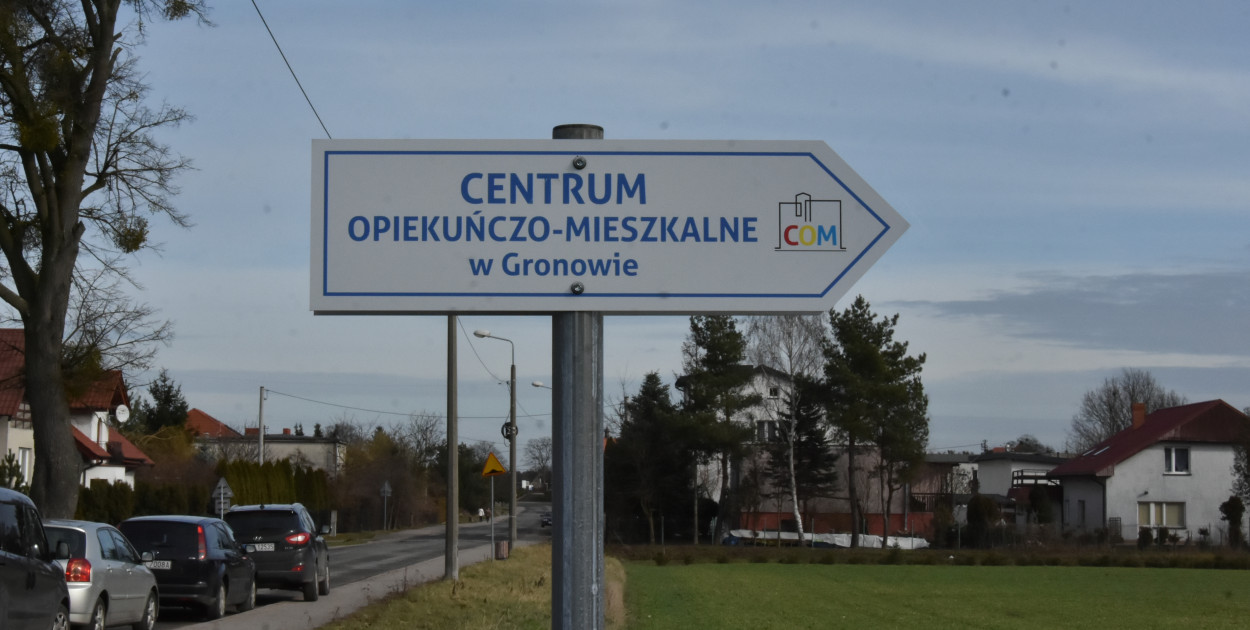 CENTRUM
OPIEKUŃCZO-MIESZKALNE
w Gronowie
COM